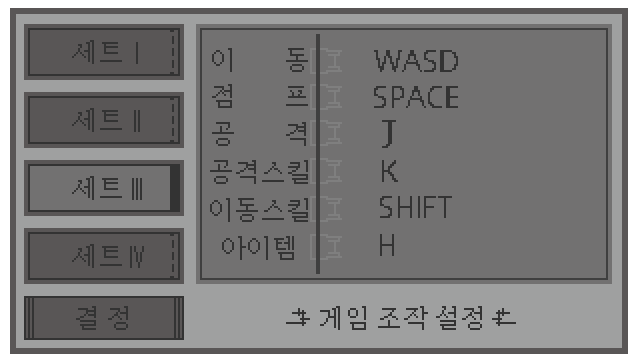 세트 Ⅰ
세트 Ⅱ
세트 Ⅲ
세트 Ⅳ
결정
이 동 WASD
점 프 SPACE
공 격 J
공격스킬 K
이동스킬 SHIFT
아이템 H
게임 조작 설정